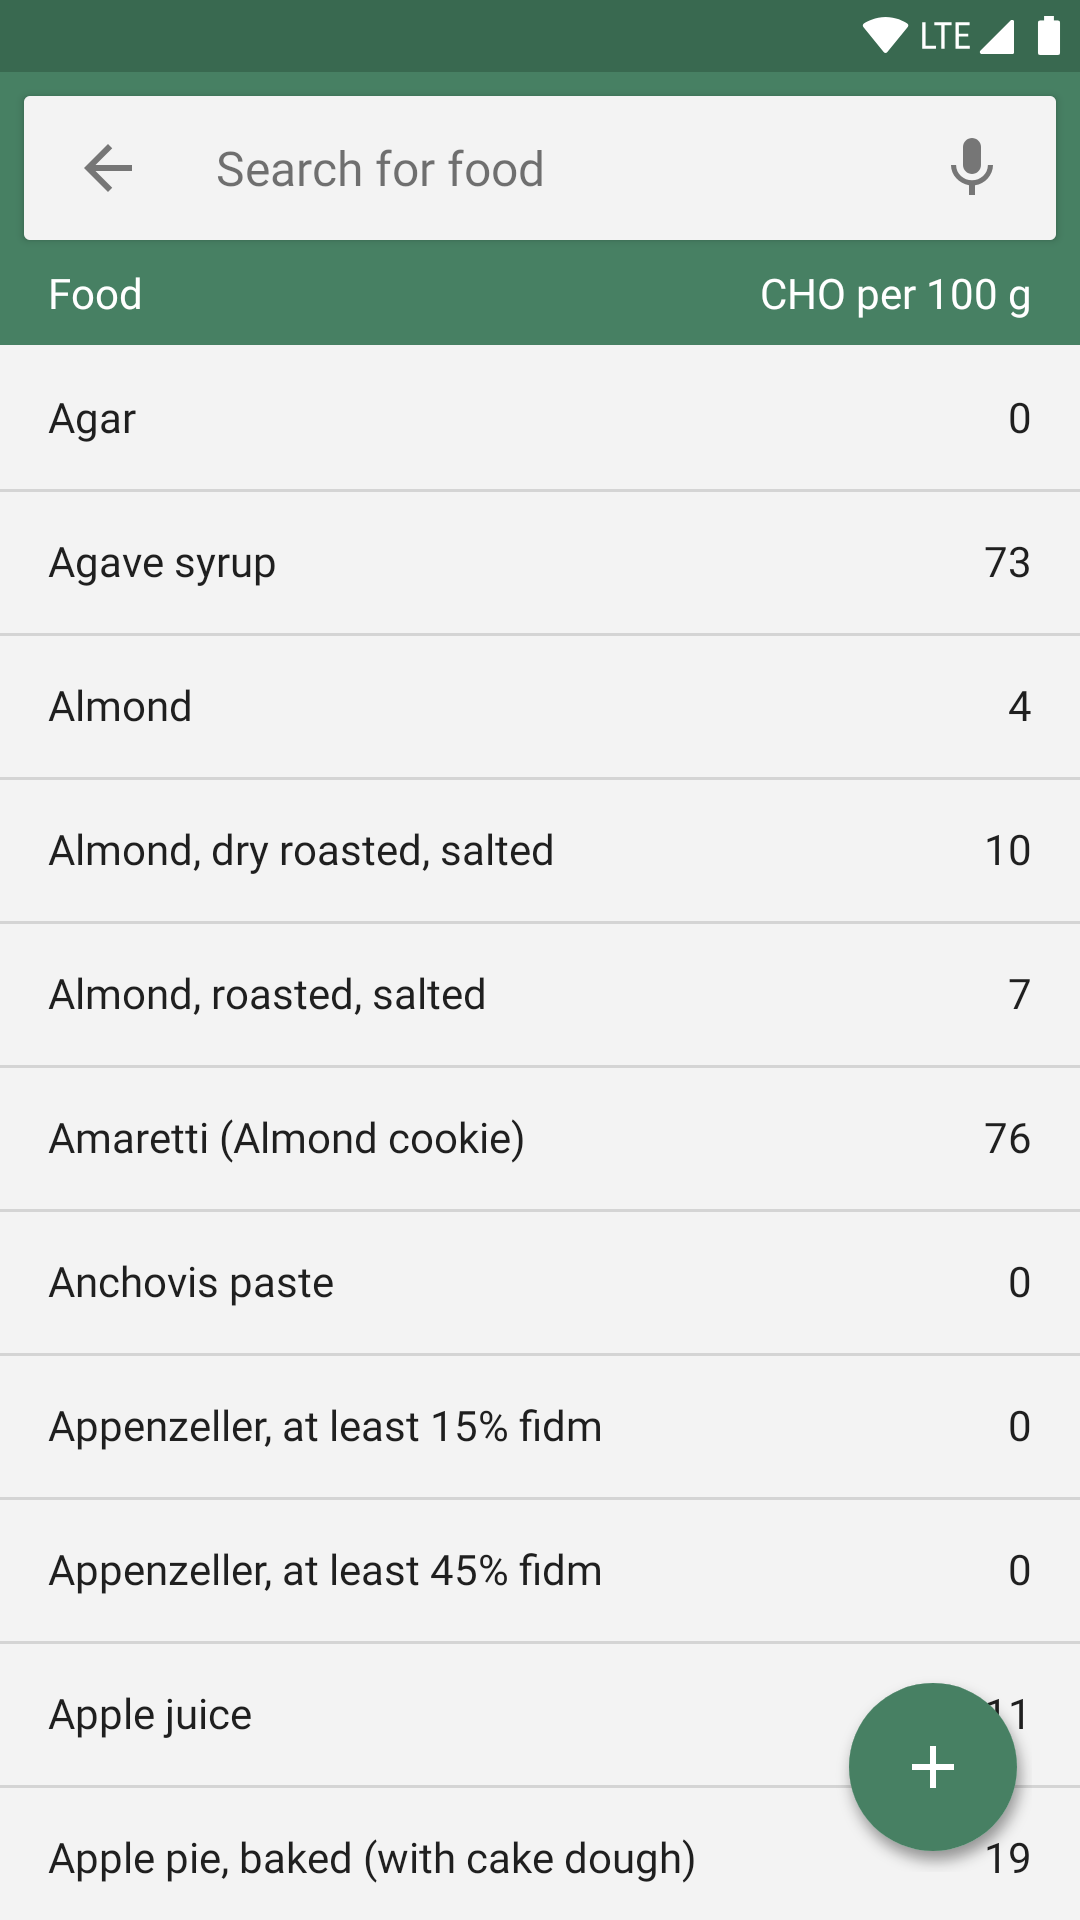 LTE
Search for food
Food CHO per 100 g
Agar 0
Agave syrup 73
Almond 4
Almond, dry roasted, salted 10
Almond, roasted, salted 7
Amaretti (Almond cookie) 76
Anchovis paste 0
Appenzeller, at least 15% fidm 0
Appenzeller, at least 45% fidm 0
Apple juice 11
Apple pie, baked (with cake dough) 19